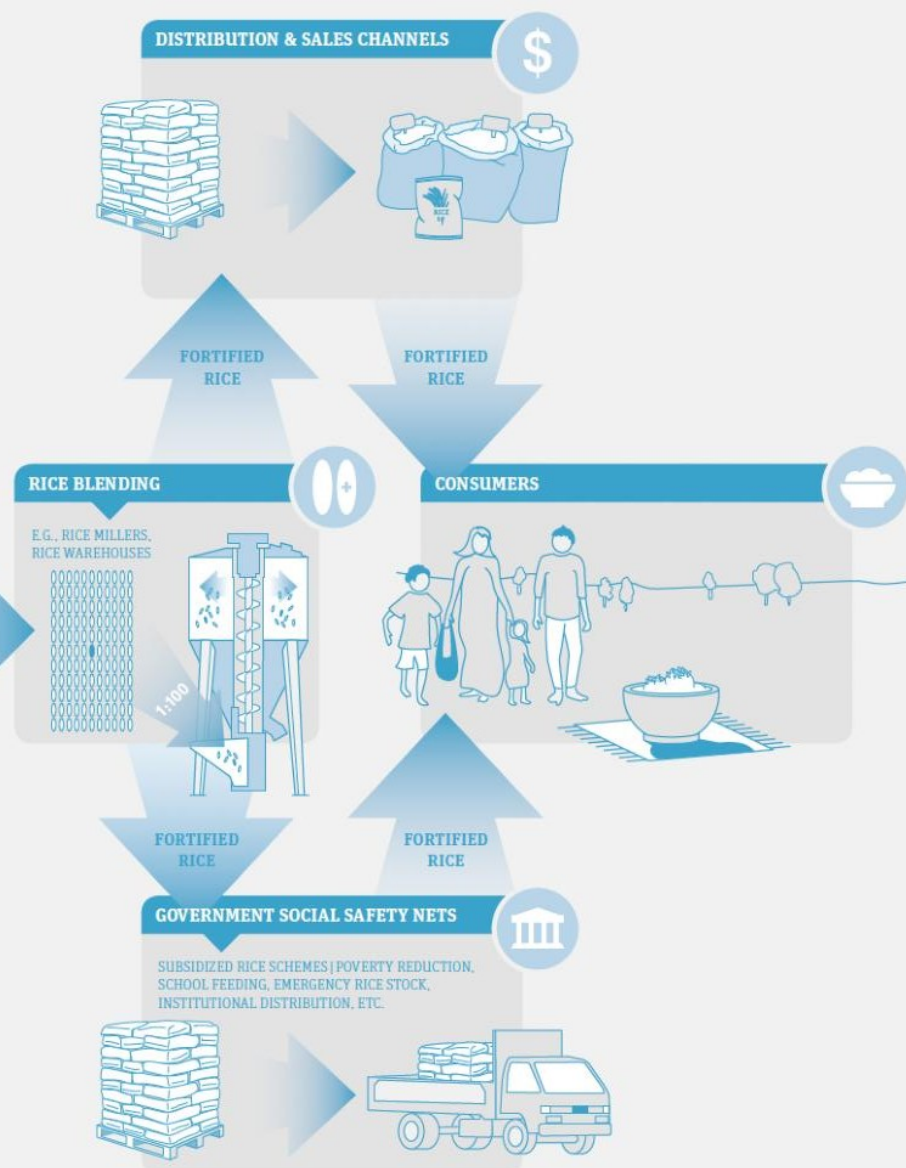 DISTRIBUTION & SALES CHANNELS
$
RICE
FORTIFIED
RICE
FORTIFIED
RICE
RICE BLENDING
E.G., RICE MILLERS,
RICE WAREHOUSES
1:100
CONSUMERS
FORTIFIED
RICE
FORTIFIED
RICE
GOVERNMENT SOCIAL SAFETY NETS
SUBSIDIZED RICE SCHEMES | POVERTY REDUCTION,
SCHOOL FEEDING, EMERGENCY RICE STOCK,
INSTITUTIONAL DISTRIBUTION, ETC.